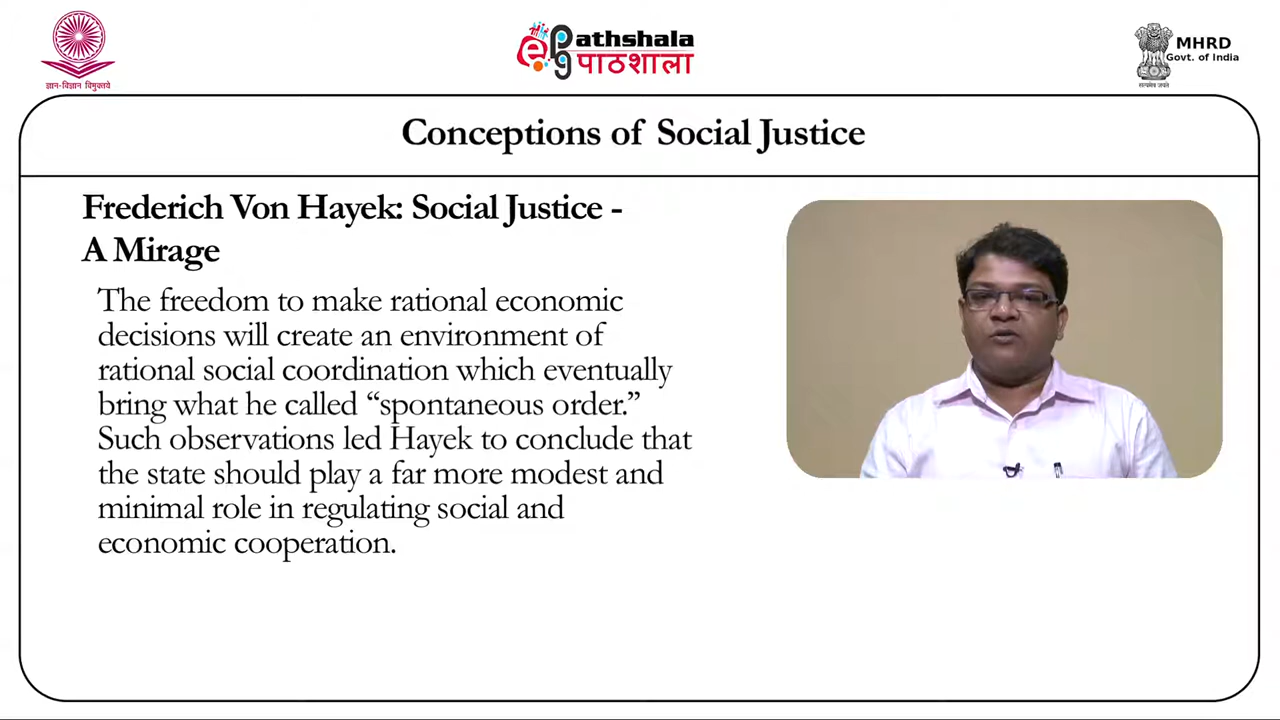 ज्ञान-विज्ञान विमुक्तये
Pathshala
पाठशाला
MHRD
Govt. of India
सत्यमेव जयते
Conceptions of Social Justice
Frederich Von Hayek: Social Justice -
A Mirage
The freedom to make rational economic
decisions will create an environment of
rational social coordination which eventually
bring what he called “spontaneous order.”
Such observations led Hayek to conclude that
the state should play a far more modest and
minimal role in regulating social and
economic cooperation.